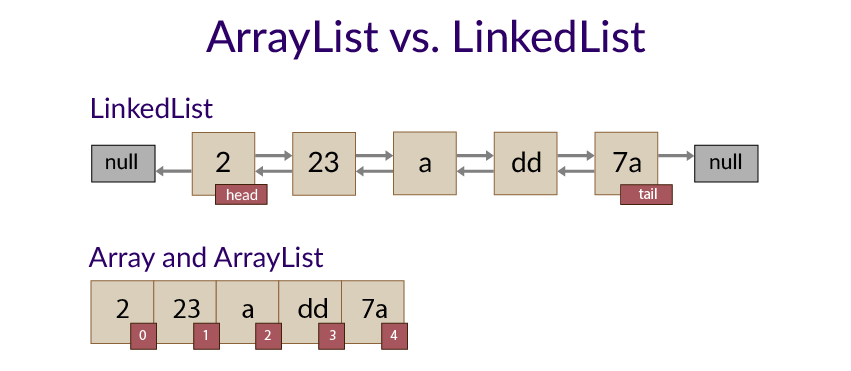 ArrayList vs. LinkedList
LinkedList
null 2 23 a dd 7a null
head tail
Array and ArrayList
2 23 a dd 7a
0 1 2 3 4